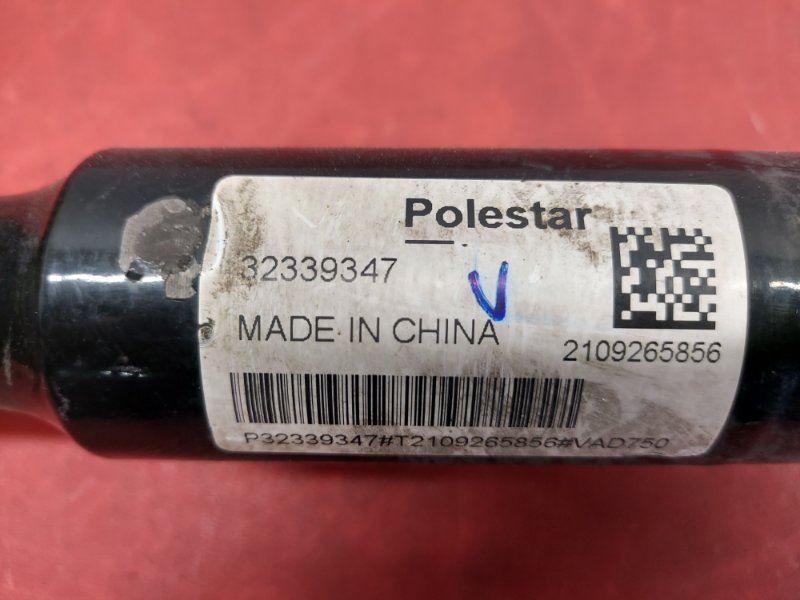 Polestar
32339347
V
MADE IN CHINA
2109265856
P32339347#T2109265856#VAD750